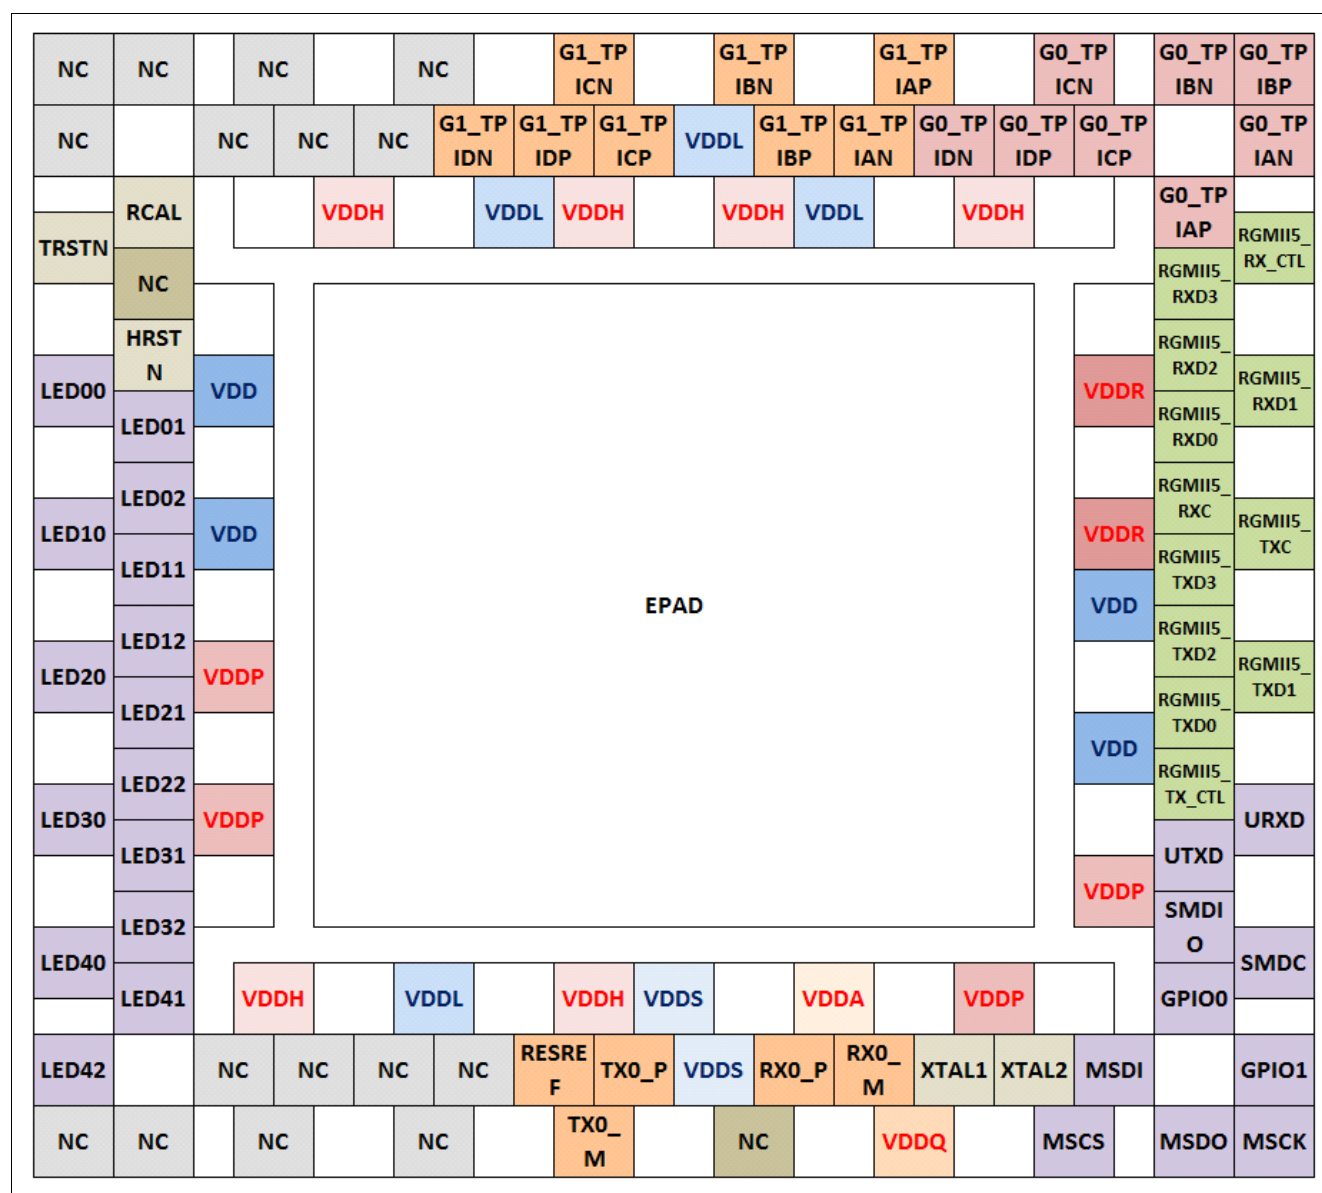 NC NC NC NC G1_TP G1_TP G1_TP G0_TP G0_TP G0_TP
ICN IBN IAP ICN IBN IBP
NC NC NC NC G1_TP G1_TP G1_TP VDDL G1_TP G1_TP G0_TP G0_TP G0_TP G0_TP
IDN IDP ICP IBP IAN IDN IDP ICP IAN
RCAL VDDH VDDL VDDH VDDH VDDL VDDH G0_TP
IAP
TRSTN RGMII5_
RX_CTL
NC RGMII5_
RXD3
HRST
N
RGMII5_
RXD2
LED00 VDD VDDR RGMII5_
RXD1
LED01 RGMII5_
RXD0
LED02 RGMII5_
RXC
LED10 VDD VDDR RGMII5_
TXC
LED11 RGMII5_
TXD3
EPAD VDD
LED12 RGMII5_
TXD2
LED20 VDDP RGMII5_
TXD1
LED21 RGMII5_
TXD0
VDD
LED22 RGMII5_
TX_CTL
LED30 VDDP URXD
LED31 UTXD
VDDP
LED32 SMDI
O
LED40 SMDC
LED41 VDDH VDDL VDDH VDDS VDDA VDDP GPIO0
LED42 NC NC NC NC RESRE
F
TX0_P VDDS RX0_P RX0_
M
XTAL1 XTAL2 MSDI GPIO1
NC NC NC NC TX0_
M
NC VDDQ MSCS MSDO MSCK